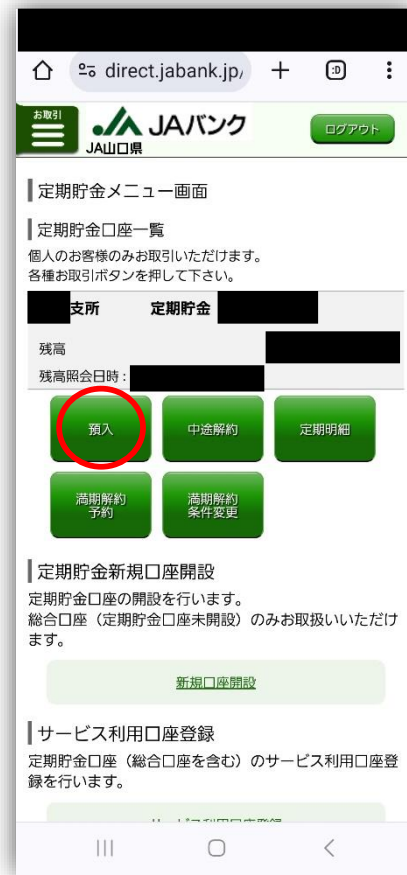 direct.jabank.jp/
:D
お取引
JAバンク
JA山口県
ログアウト
定期貯金メニュー画面
定期貯金口座一覧
個人のお客様のみお取引いただけます。
各種お取引ボタンを押して下さい。
支所 定期貯金
残高
残高照会日時：
預入 中途解約 定期明細
満期解約
予約
満期解約
条件変更
定期貯金新規口座開設
定期貯金口座の開設を行います。
総合口座（定期貯金口座未開設）のみお取扱いいただけ
ます。
新規口座開設
サービス利用口座登録
定期貯金口座（総合口座を含む）のサービス利用口座登
録を行います。